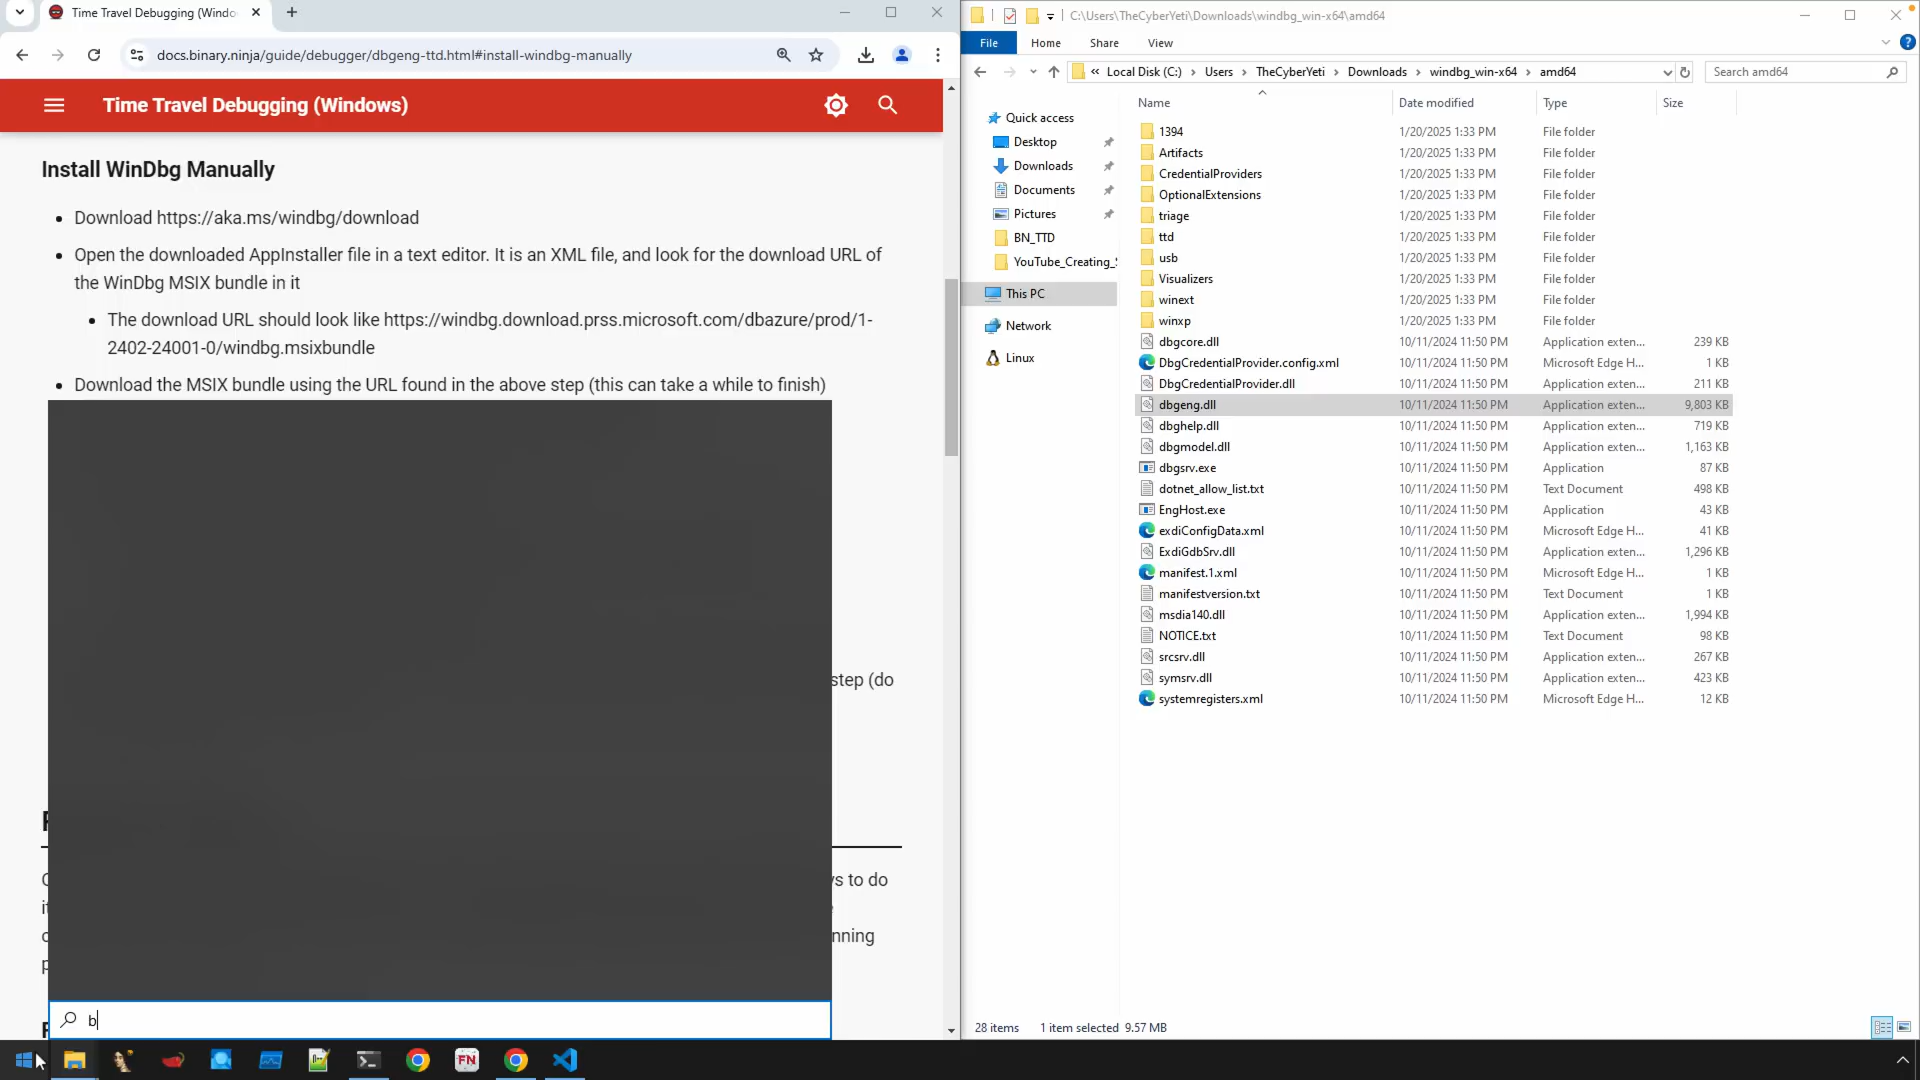 Time Travel Debugging (Windo
docs.binary.ninja/guide/debugger/dbgeng-ttd.html#install-windbg-manually
Time Travel Debugging (Windows)
Install WinDbg Manually
Download https://aka.ms/windbg/download
Open the downloaded AppInstaller file in a text editor. It is an XML file, and look for the download URL of
the WinDbg MSIX bundle in it
The download URL should look like https://windbg.download.prss.microsoft.com/dbazure/prod/1-
2402-24001-0/windbg.msixbundle
Download the MSIX bundle using the URL found in the above step (this can take a while to finish)
step (do
ys to do
nning
b
FN
C:\Users\TheCyberYeti\Downloads\windbg_win-x64\amd64
File Home Share View
« Local Disk (C:) › Users › TheCyberYeti › Downloads › windbg_win-x64 › amd64
Search amd64
Quick access
Desktop
Downloads
Documents
Pictures
BN_TTD
YouTube_Creating_
This PC
Network
Linux
Name Date modified Type Size
1394 1/20/2025 1:33 PM File folder
Artifacts 1/20/2025 1:33 PM File folder
CredentialProviders 1/20/2025 1:33 PM File folder
OptionalExtensions 1/20/2025 1:33 PM File folder
triage 1/20/2025 1:33 PM File folder
ttd 1/20/2025 1:33 PM File folder
usb 1/20/2025 1:33 PM File folder
Visualizers 1/20/2025 1:33 PM File folder
winext 1/20/2025 1:33 PM File folder
winxp 1/20/2025 1:33 PM File folder
dbgcore.dll 10/11/2024 11:50 PM Application exten... 239 KB
DbgCredentialProvider.config.xml 10/11/2024 11:50 PM Microsoft Edge H... 1 KB
DbgCredentialProvider.dll 10/11/2024 11:50 PM Application exten... 211 KB
dbgeng.dll 10/11/2024 11:50 PM Application exten... 9,803 KB
dbghelp.dll 10/11/2024 11:50 PM Application exten... 719 KB
dbgmodel.dll 10/11/2024 11:50 PM Application exten... 1,163 KB
dbgsrv.exe 10/11/2024 11:50 PM Application 87 KB
dotnet_allow_list.txt 10/11/2024 11:50 PM Text Document 498 KB
EngHost.exe 10/11/2024 11:50 PM Application 43 KB
exdiConfigData.xml 10/11/2024 11:50 PM Microsoft Edge H... 41 KB
ExdiGdbSrv.dll 10/11/2024 11:50 PM Application exten... 1,296 KB
manifest.1.xml 10/11/2024 11:50 PM Microsoft Edge H... 1 KB
manifestversion.txt 10/11/2024 11:50 PM Text Document 1 KB
msdia140.dll 10/11/2024 11:50 PM Application exten... 1,994 KB
NOTICE.txt 10/11/2024 11:50 PM Text Document 98 KB
srcsrv.dll 10/11/2024 11:50 PM Application exten... 267 KB
symsrv.dll 10/11/2024 11:50 PM Application exten... 423 KB
systemregisters.xml 10/11/2024 11:50 PM Microsoft Edge H... 12 KB
28 items 1 item selected 9.57 MB